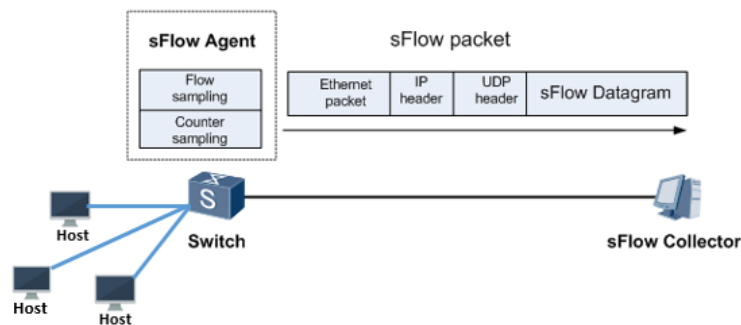 sFlow Agent
Flow
sampling
Counter
sampling
sFlow packet
Ethernet
packet
IP
header
UDP
header
sFlow Datagram
S
Host
Host
Host
Switch
sFlow Collector